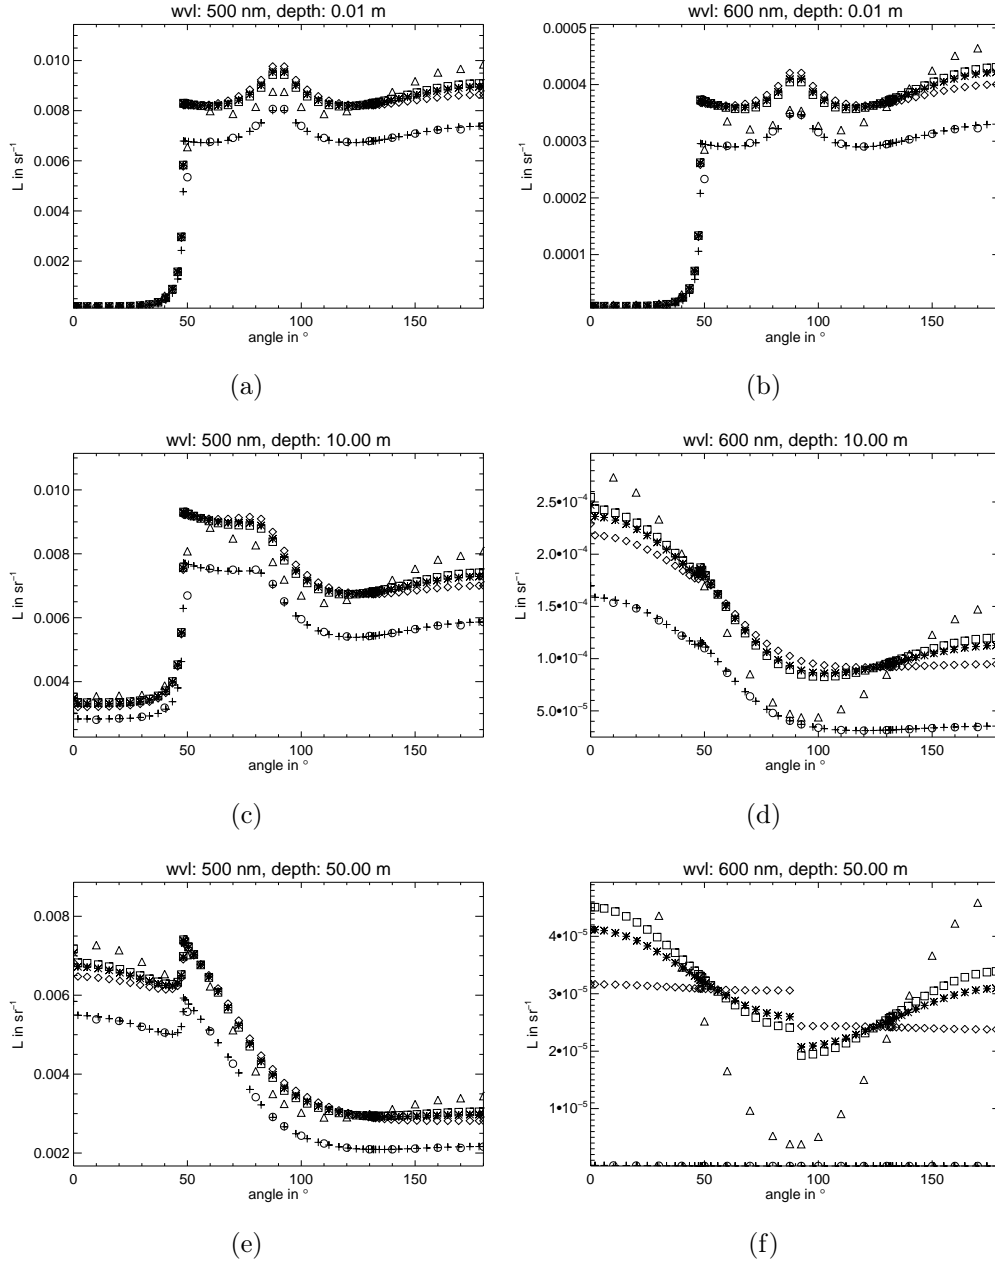 wvl: 500 nm, depth: 0.01 m
0.010
0.008
0.006
0.004
0.002
L in sr⁻¹
0 50 100 150
angle in °
(a)
wvl: 600 nm, depth: 0.01 m
0.0005
0.0004
0.0003
0.0002
0.0001
L in sr⁻¹
0 50 100 150
angle in °
(b)
wvl: 500 nm, depth: 10.00 m
0.010
0.008
0.006
0.004
L in sr⁻¹
0 50 100 150
angle in °
(c)
wvl: 600 nm, depth: 10.00 m
2.5•10⁻⁴
2.0•10⁻⁴
1.5•10⁻⁴
1.0•10⁻⁴
5.0•10⁻⁵
L in sr⁻¹
0 50 100 150
angle in °
(d)
wvl: 500 nm, depth: 50.00 m
0.008
0.006
0.004
0.002
L in sr⁻¹
0 50 100 150
angle in °
(e)
wvl: 600 nm, depth: 50.00 m
4•10⁻⁵
3•10⁻⁵
2•10⁻⁵
1•10⁻⁵
L in sr⁻¹
0 50 100 150
angle in °
(f)